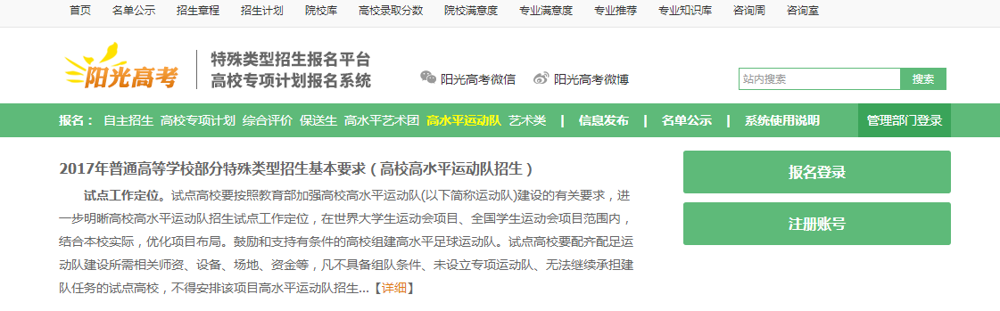 首页 名单公示 招生章程 招生计划 院校库 高校录取分数 院校满意度 专业满意度 专业推荐 专业知识库 咨询周 咨询室
阳光高考
特殊类型招生报名平台
高校专项计划报名系统
阳光高考微信 阳光高考微博
站内搜索 搜索
报名： 自主招生 高校专项计划 综合评价 保送生 高水平艺术团 高水平运动队 艺术类 | 信息发布 | 名单公示 | 系统使用说明 管理部门登录
2017年普通高等学校部分特殊类型招生基本要求（高校高水平运动队招生）
试点工作定位。试点高校要按照教育部加强高校高水平运动队(以下简称运动队)建设的有关要求，进
一步明晰高校高水平运动队招生试点工作定位，在世界大学生运动会项目、全国学生运动会项目范围内，
结合本校实际，优化项目布局。鼓励和支持有条件的高校组建高水平足球运动队。试点高校要配齐配足运
动队建设所需相关师资、设备、场地、资金等，凡不具备组队条件、未设立专项运动队、无法继续承担建
队任务的试点高校，不得安排该项目高水平运动队招生...【详细】
报名登录
注册账号